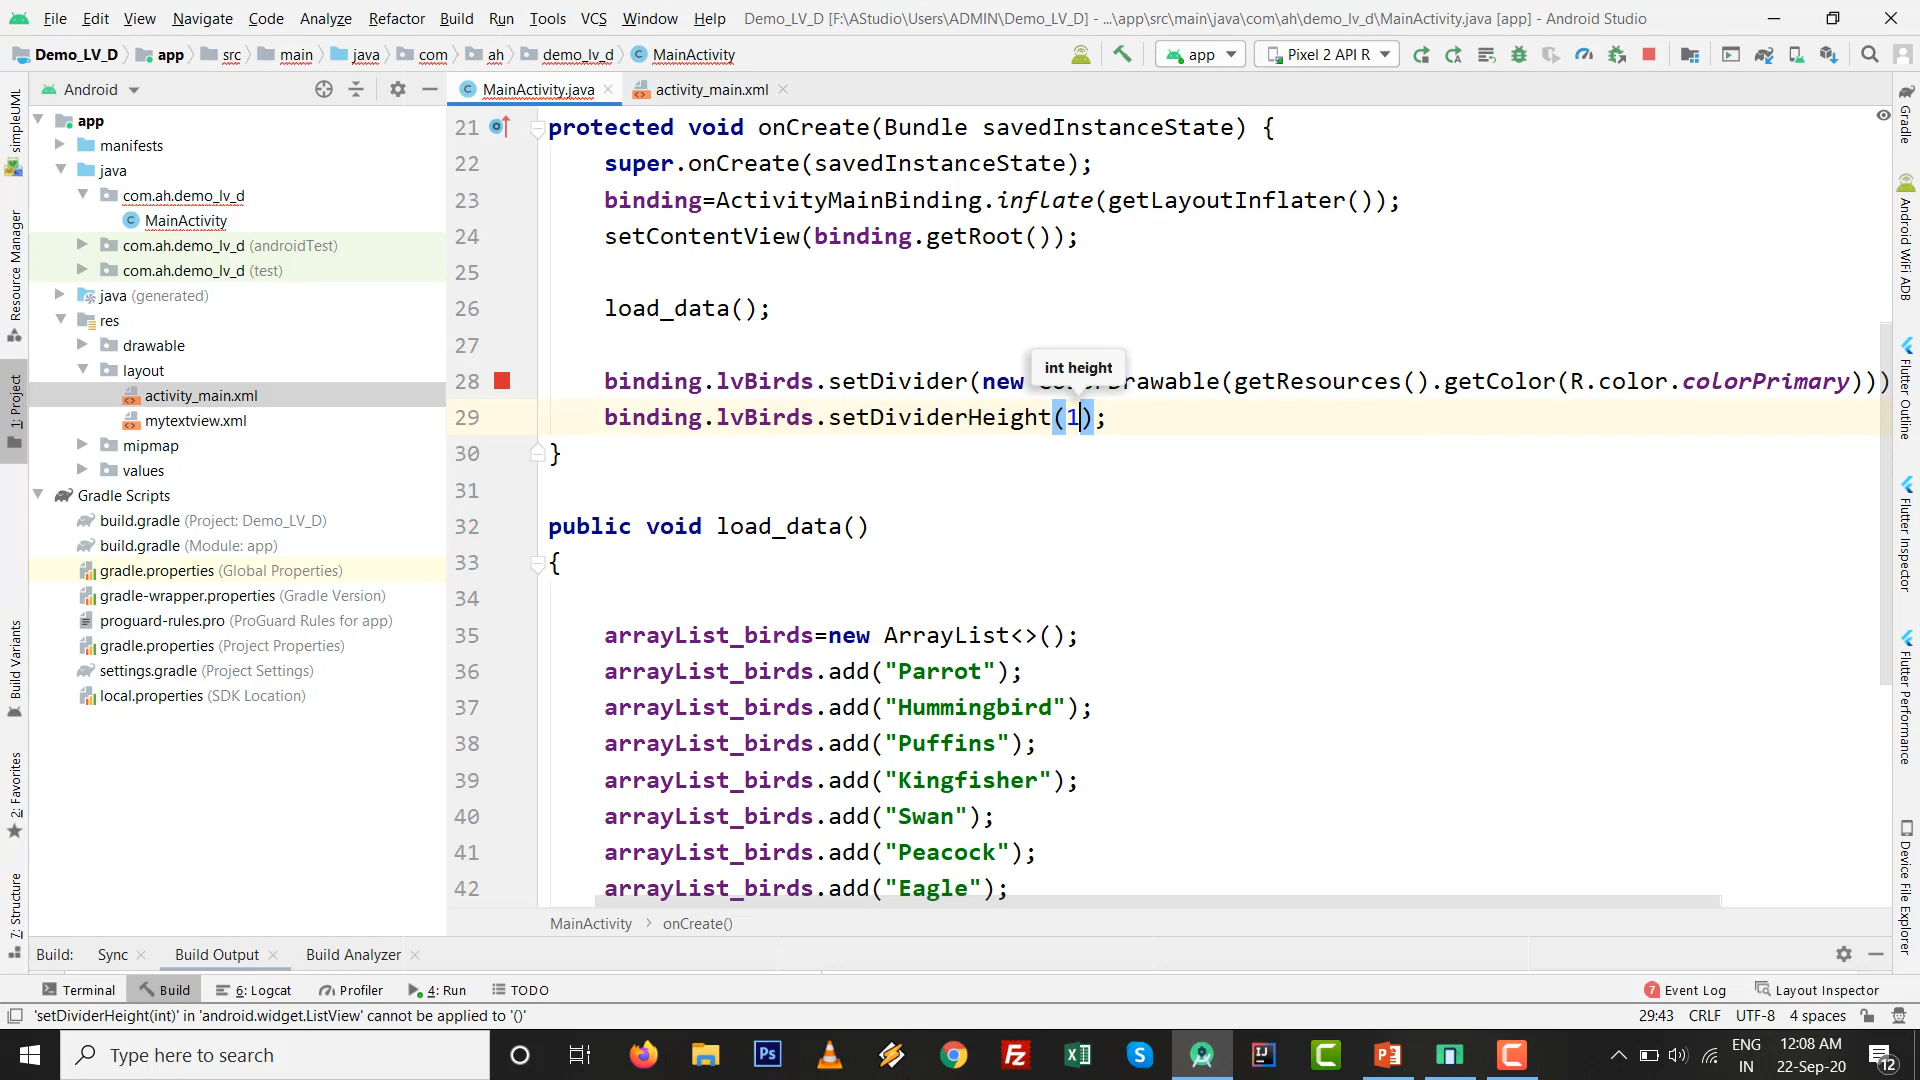 File Edit View Navigate Code Analyze Refactor Build Run Tools VCS Window Help Demo_LV_D [F:\AStudio\Users\ADMIN\Demo_LV_D] - ...\app\src\main\java\com\ah\demo_lv_d\MainActivity.java [app] - Android Studio
Demo_LV_D app src main java com ah demo_lv_d MainActivity app Pixel 2 API R
Android MainActivity.java activity_main.xml
app
manifests
java
com.ah.demo_lv_d
MainActivity
com.ah.demo_lv_d (androidTest)
com.ah.demo_lv_d (test)
java (generated)
res
drawable
layout
activity_main.xml
mytextview.xml
mipmap
values
Gradle Scripts
build.gradle (Project: Demo_LV_D)
build.gradle (Module: app)
gradle.properties (Global Properties)
gradle-wrapper.properties (Gradle Version)
proguard-rules.pro (ProGuard Rules for app)
gradle.properties (Project Properties)
settings.gradle (Project Settings)
local.properties (SDK Location)
simpleUML
Resource Manager
1: Project
Build Variants
2: Favorites
7: Structure
21 protected void onCreate(Bundle savedInstanceState) {
22 super.onCreate(savedInstanceState);
23 binding=ActivityMainBinding.inflate(getLayoutInflater());
24 setContentView(binding.getRoot());
25
26 load_data();
27
int height
28 binding.lvBirds.setDivider(new ColorDrawable(getResources().getColor(R.color.colorPrimary)))
29 binding.lvBirds.setDividerHeight(1);
30 }
31
32 public void load_data()
33 {
34
35 arrayList_birds=new ArrayList<>();
36 arrayList_birds.add("Parrot");
37 arrayList_birds.add("Hummingbird");
38 arrayList_birds.add("Puffins");
39 arrayList_birds.add("Kingfisher");
40 arrayList_birds.add("Swan");
41 arrayList_birds.add("Peacock");
42 arrayList_birds.add("Eagle");
MainActivity onCreate()
Gradle
Android WiFi ADB
Flutter Outline
Flutter Inspector
Flutter Performance
Device File Explorer
Build: Sync Build Output Build Analyzer
Terminal Build 6: Logcat Profiler 4: Run TODO 7 Event Log Layout Inspector
'setDividerHeight(int)' in 'android.widget.ListView' cannot be applied to '()' 29:43 CRLF UTF-8 4 spaces
Type here to search
ENG
IN
12:08 AM
22-Sep-20
12